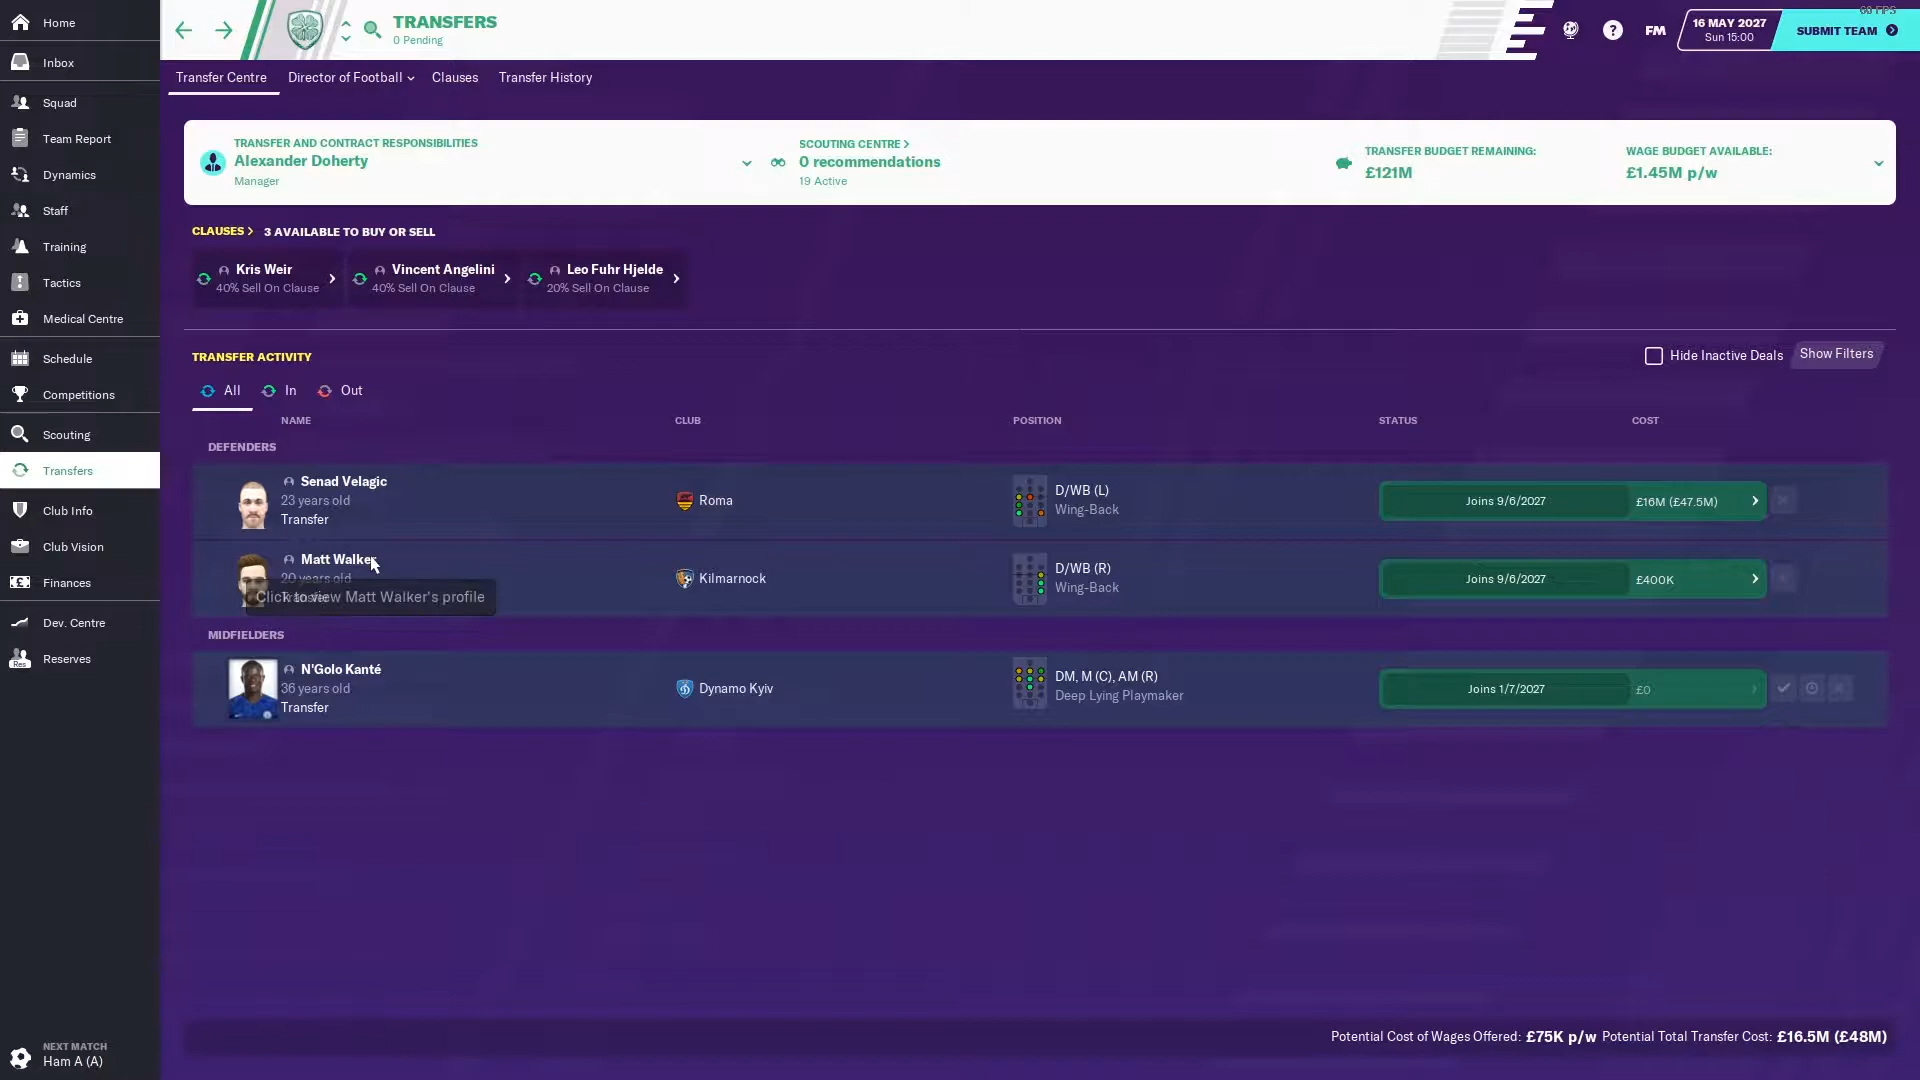 Home
Inbox
Squad
Team Report
Dynamics
Staff
Training
Tactics
Medical Centre
Schedule
Competitions
Scouting
Transfers
Club Info
Club Vision
Finances
Dev. Centre
Res
Reserves
NEXT MATCH
Ham A (A)
TRANSFERS
0 Pending
?
FM
16 MAY 2027
Sun 15:00
SUBMIT TEAM
Transfer Centre
Director of Football
Clauses
Transfer History
TRANSFER AND CONTRACT RESPONSIBILITIES
Alexander Doherty
Manager
SCOUTING CENTRE >
0 recommendations
19 Active
TRANSFER BUDGET REMAINING:
£121M
WAGE BUDGET AVAILABLE:
£1.45M p/w
CLAUSES > 3 AVAILABLE TO BUY OR SELL
Kris Weir
40% Sell On Clause
Vincent Angelini
40% Sell On Clause
Leo Fuhr Hjelde
20% Sell On Clause
TRANSFER ACTIVITY
Hide Inactive Deals
Show Filters
All
In
Out
NAME CLUB POSITION STATUS COST
DEFENDERS
Senad Velagic
23 years old
Transfer
Roma
D/WB (L)
Wing-Back
Joins 9/6/2027
£16M (£47.5M)
Matt Walker
20 years old
Click to view Matt Walker's profile
Kilmarnock
D/WB (R)
Wing-Back
Joins 9/6/2027
£400K
MIDFIELDERS
N'Golo Kanté
36 years old
Transfer
Dynamo Kyiv
DM, M (C), AM (R)
Deep Lying Playmaker
Joins 1/7/2027
£0
Potential Cost of Wages Offered: £75K p/w Potential Total Transfer Cost: £16.5M (£48M)